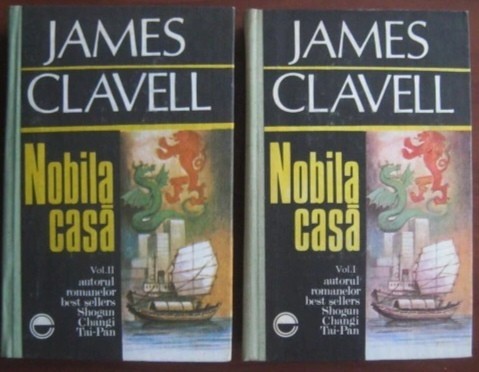 JAMES
CLAVELL
Nobila
casă
Vol.II
autorul
romanelor
best sellers
Shogun
Changi
Tai-Pan
JAMES
CLAVELL
Nobila
casă
Vol.I
autorul
romanelor
best sellers
Shogun
Changi
Tai-Pan